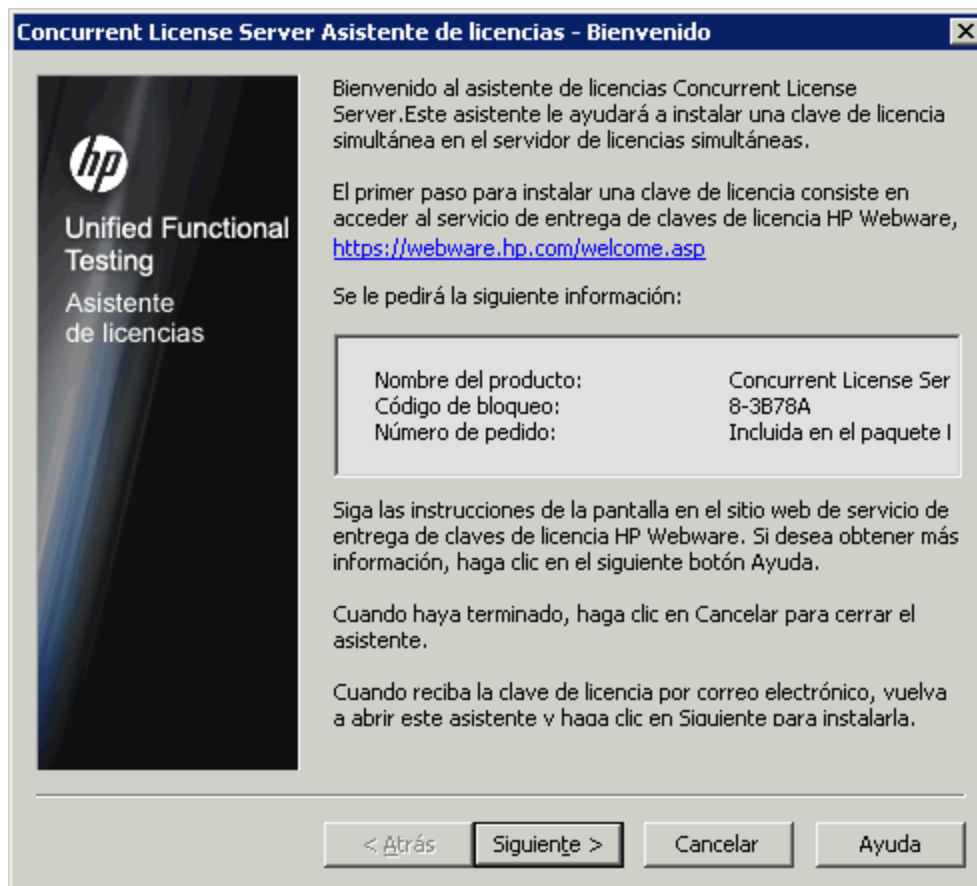 Concurrent License Server Asistente de licencias - Bienvenido
hp
Unified Functional
Testing
Asistente
de licencias
Bienvenido al asistente de licencias Concurrent License
Server.Este asistente le ayudará a instalar una clave de licencia
simultánea en el servidor de licencias simultáneas.
El primer paso para instalar una clave de licencia consiste en
acceder al servicio de entrega de claves de licencia HP Webware,
https://webware.hp.com/welcome.asp
Se le pedirá la siguiente información:
Nombre del producto: Concurrent License Ser
Código de bloqueo: 8-3B78A
Número de pedido: Incluida en el paquete
Siga las instrucciones de la pantalla en el sitio web de servicio de
entrega de claves de licencia HP Webware. Si desea obtener más
información, haga clic en el siguiente botón Ayuda.
Cuando haya terminado, haga clic en Cancelar para cerrar el
asistente.
Cuando reciba la clave de licencia por correo electrónico, vuelva
a abrir este asistente y haga clic en Siguiente para instalarla.
< Atrás
Siguiente >
Cancelar
Ayuda